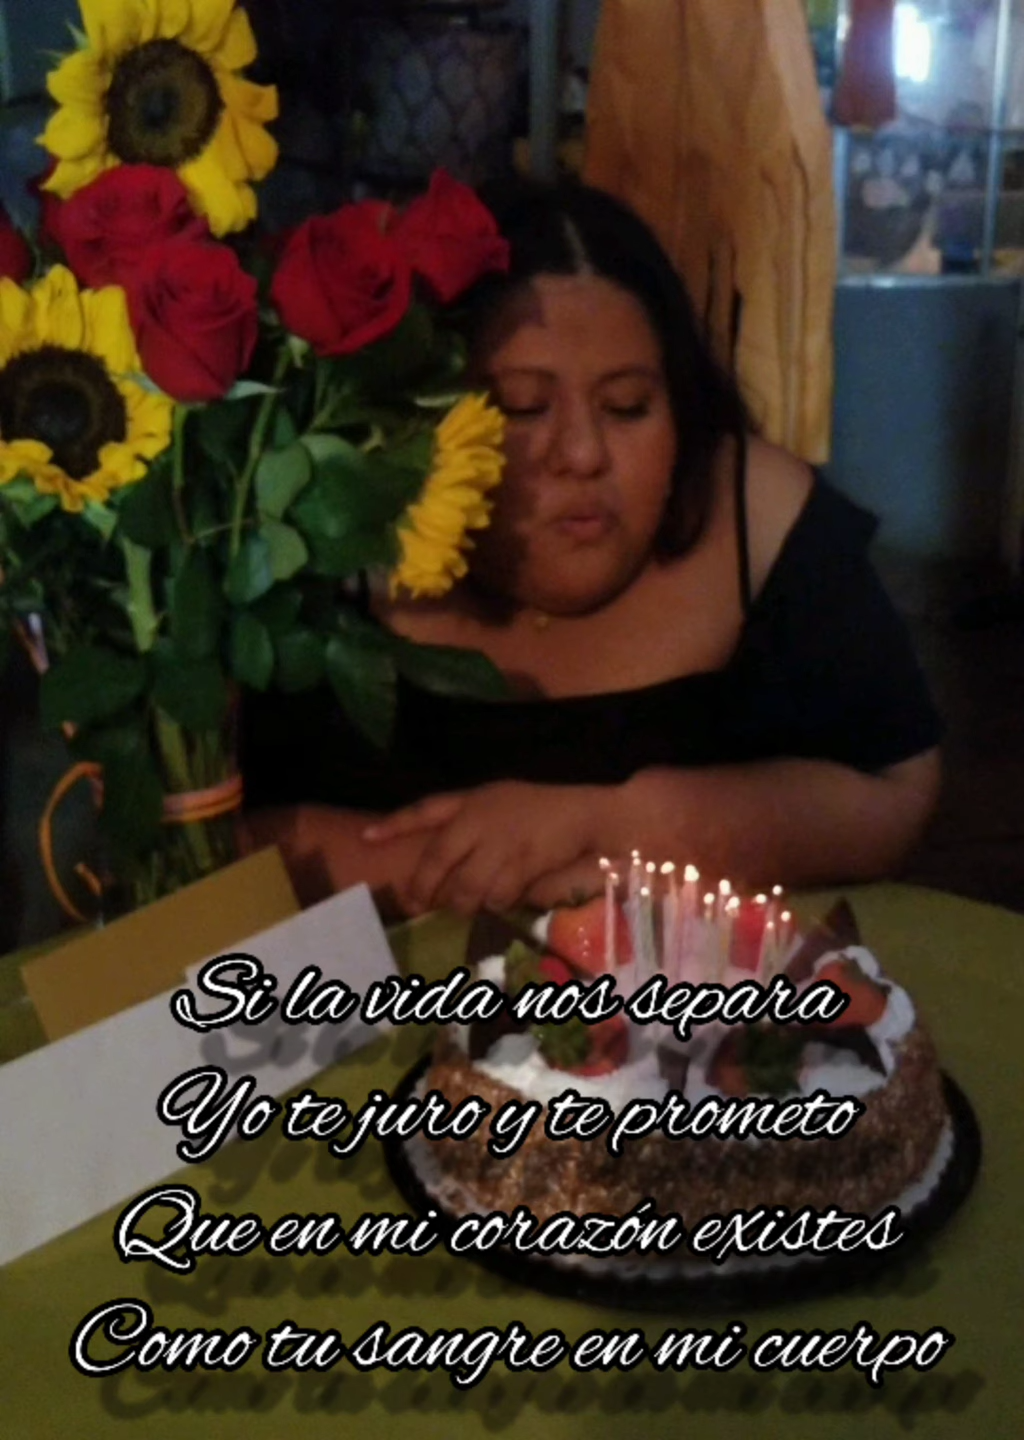 Si la vida nos separa
Yo te juro y te prometo
Que en mi corazón existes
Como tu sangre en mi cuerpo